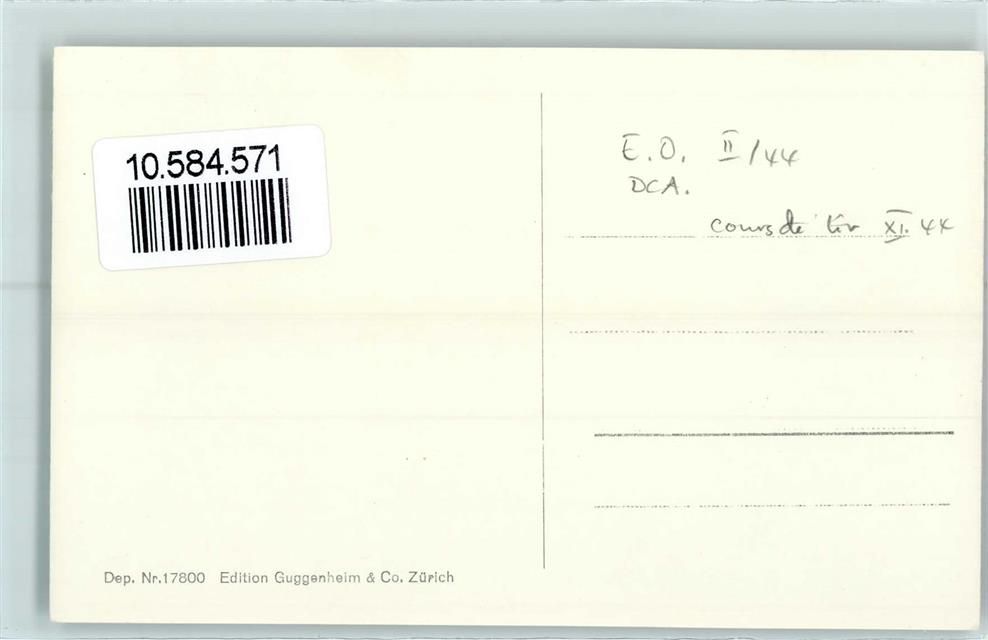 10.584.571
E.O. II/44
DCA.
cours de tir XI. 44
Dep. Nr.17800 Edition Guggenheim & Co. Zürich